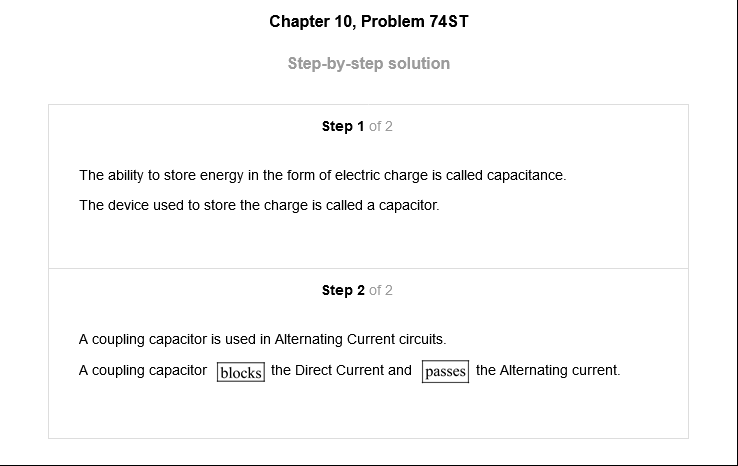 Chapter 10, Problem 74ST
Step-by-step solution
Step 1 of 2
The ability to store energy in the form of electric charge is called capacitance.
The device used to store the charge is called a capacitor.
Step 2 of 2
A coupling capacitor is used in Alternating Current circuits.
A coupling capacitor blocks the Direct Current and passes the Alternating current.